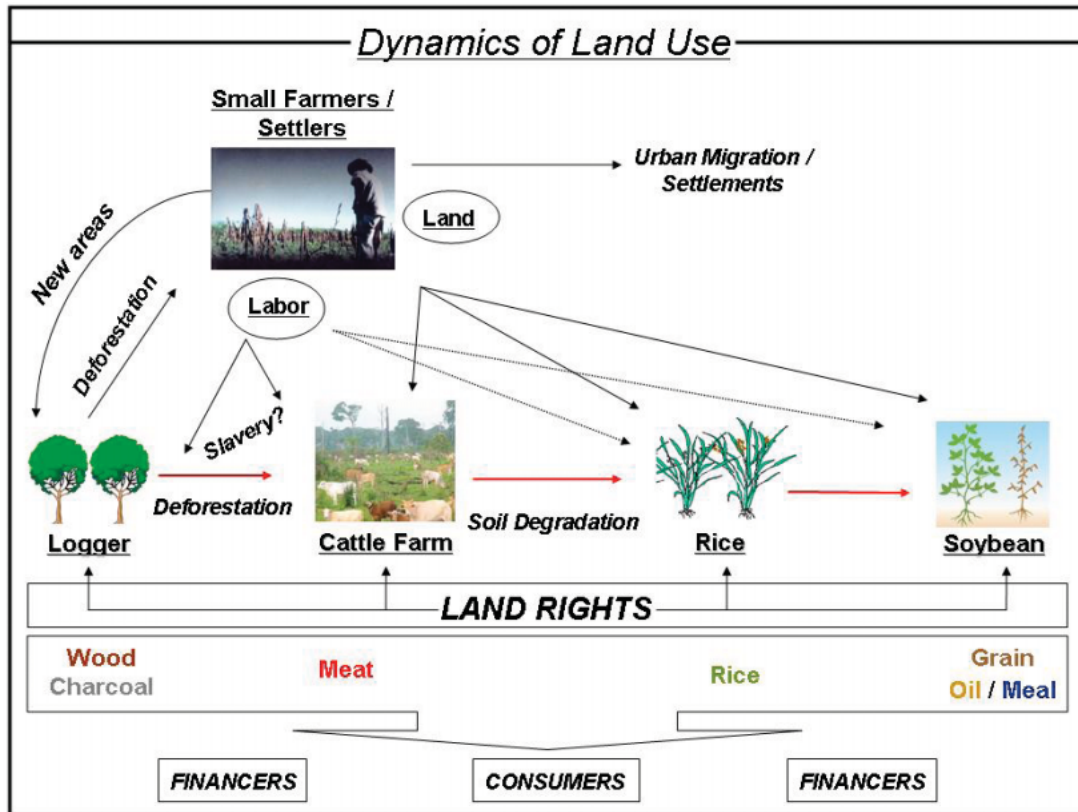 Dynamics of Land Use
Small Farmers /
Settlers
Urban Migration /
Settlements
Land
New areas
Deforestation
Labor
Slavery?
Deforestation
Soil Degradation
Logger
Cattle Farm
Rice
Soybean
LAND RIGHTS
Wood
Charcoal
Meat
Rice
Grain
Oil / Meal
FINANCERS
CONSUMERS
FINANCERS